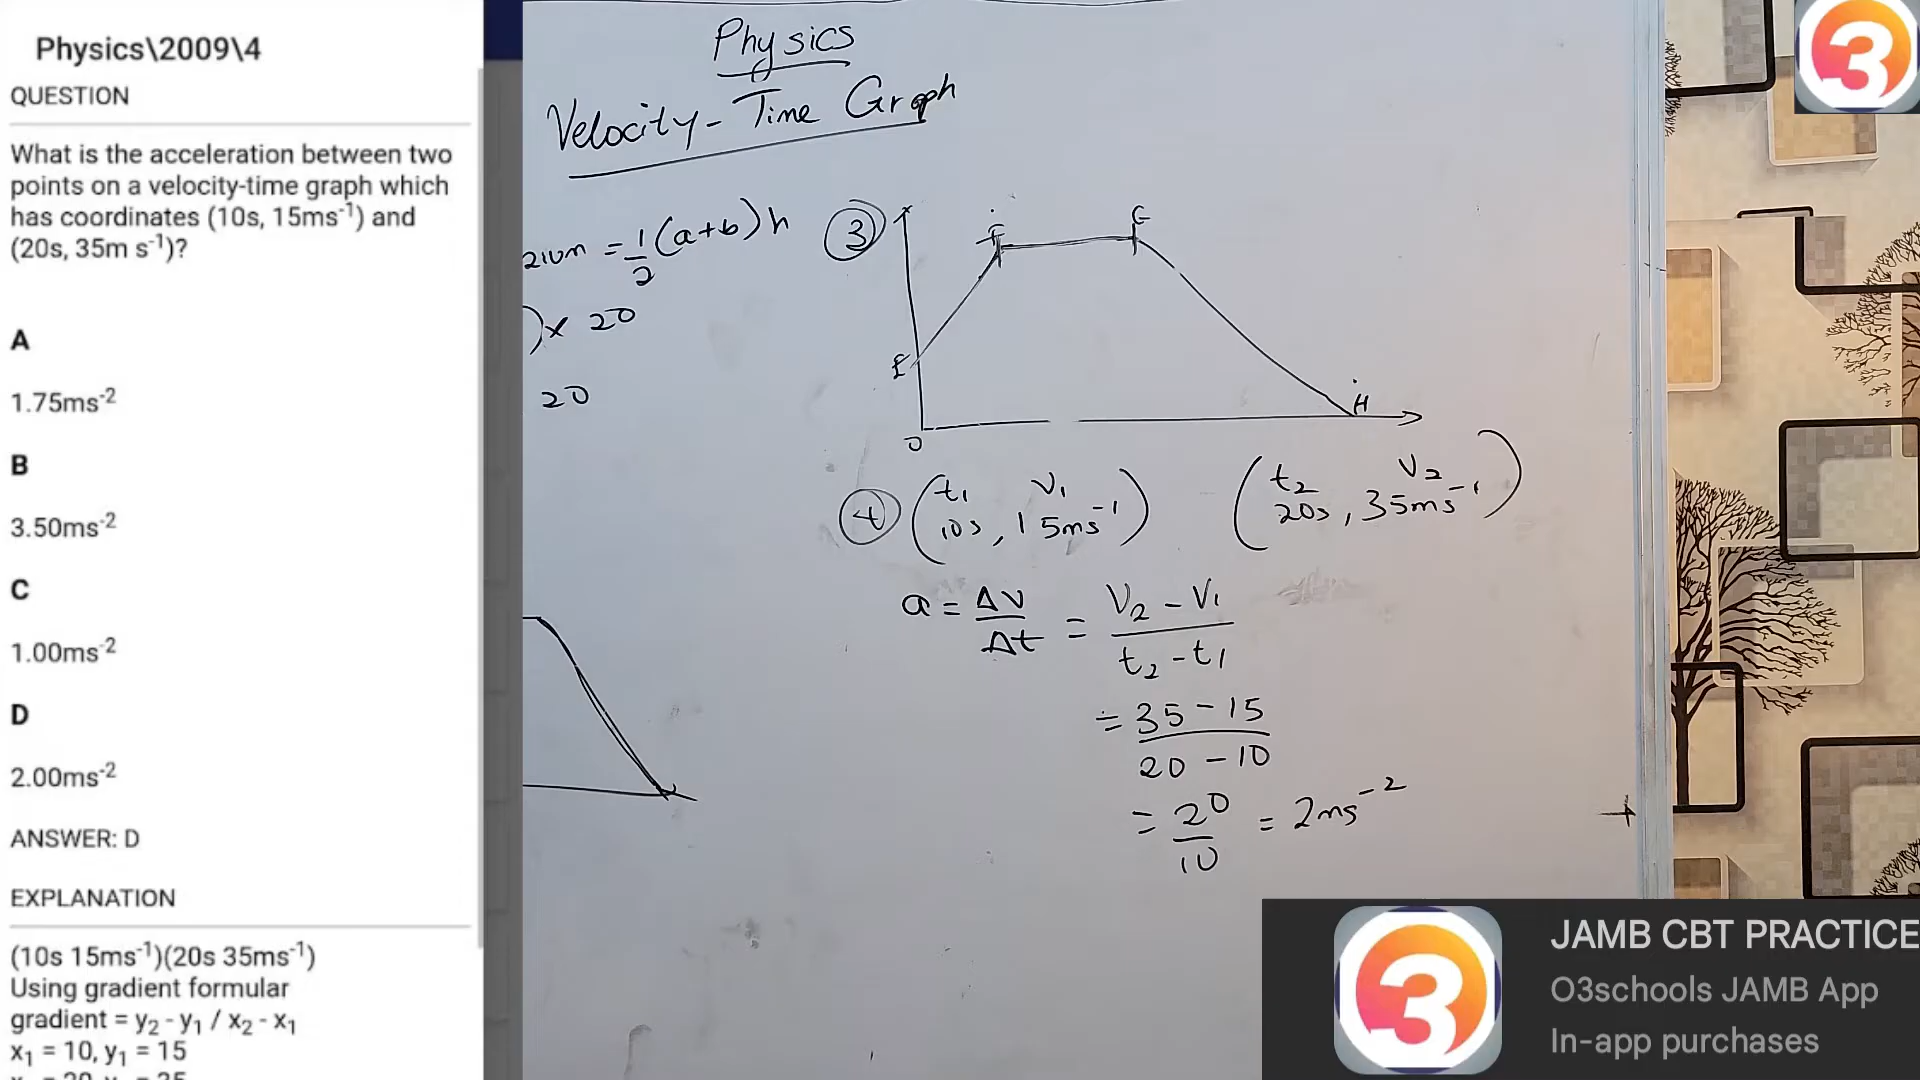 Physics\2009\4
QUESTION
What is the acceleration between two
points on a velocity-time graph which
has coordinates (10s, 15ms⁻¹) and
(20s, 35m s⁻¹)?
A
1.75ms⁻²
B
3.50ms⁻²
C
1.00ms⁻²
D
2.00ms⁻²
ANSWER: D
EXPLANATION
(10s 15ms⁻¹)(20s 35ms⁻¹)
Using gradient formular
gradient = y₂ - y₁ / x₂ - x₁
x₁ = 10, y₁ = 15
Physics
Velocity - Time Graph
zium = 1/2 (a+b) h
) x 20
20
3
F G
E
O H
4 (t₁ V₁ (t₂ V₂
10s, 15ms⁻¹) 20s, 35ms⁻¹)
a = Δv/Δt = V₂ - V₁ / t₂ - t₁
= 35 - 15 / 20 - 10
= 20/10 = 2ms⁻²
3
3
JAMB CBT PRACTICE
O3schools JAMB App
In-app purchases